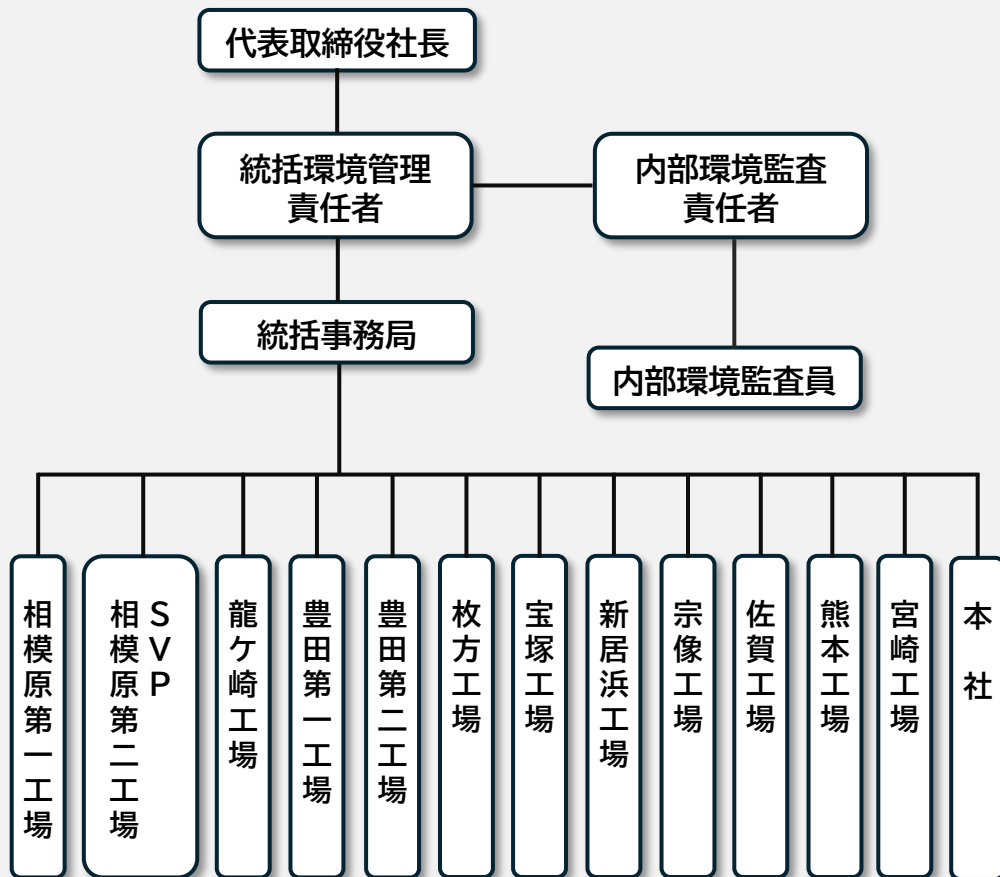 代表取締役社長
統括環境管理
責任者
内部環境監査
責任者
統括事務局
内部環境監査員
相模原第一工場
SVP
相模原第二工場
龍ケ崎工場
豊田第一工場
豊田第二工場
枚方工場
宝塚工場
新居浜工場
宗像工場
佐賀工場
熊本工場
宮崎工場
本社